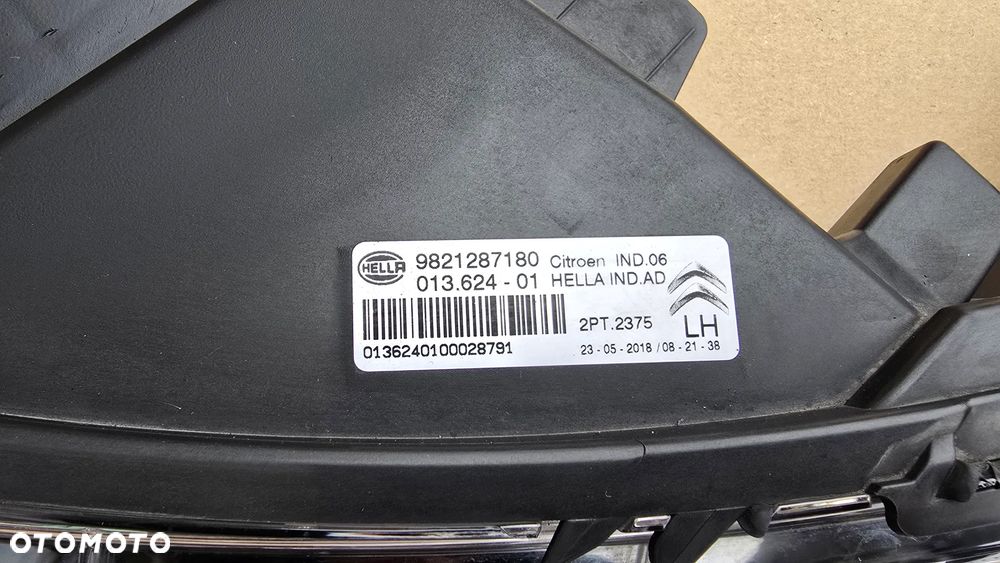 HELLA 9821287180 Citroen IND.06
013.624-01 HELLA IND.AD
2PT.2375 LH
0136240100028791 23-05-2018/08-21-38
OTOMOTO